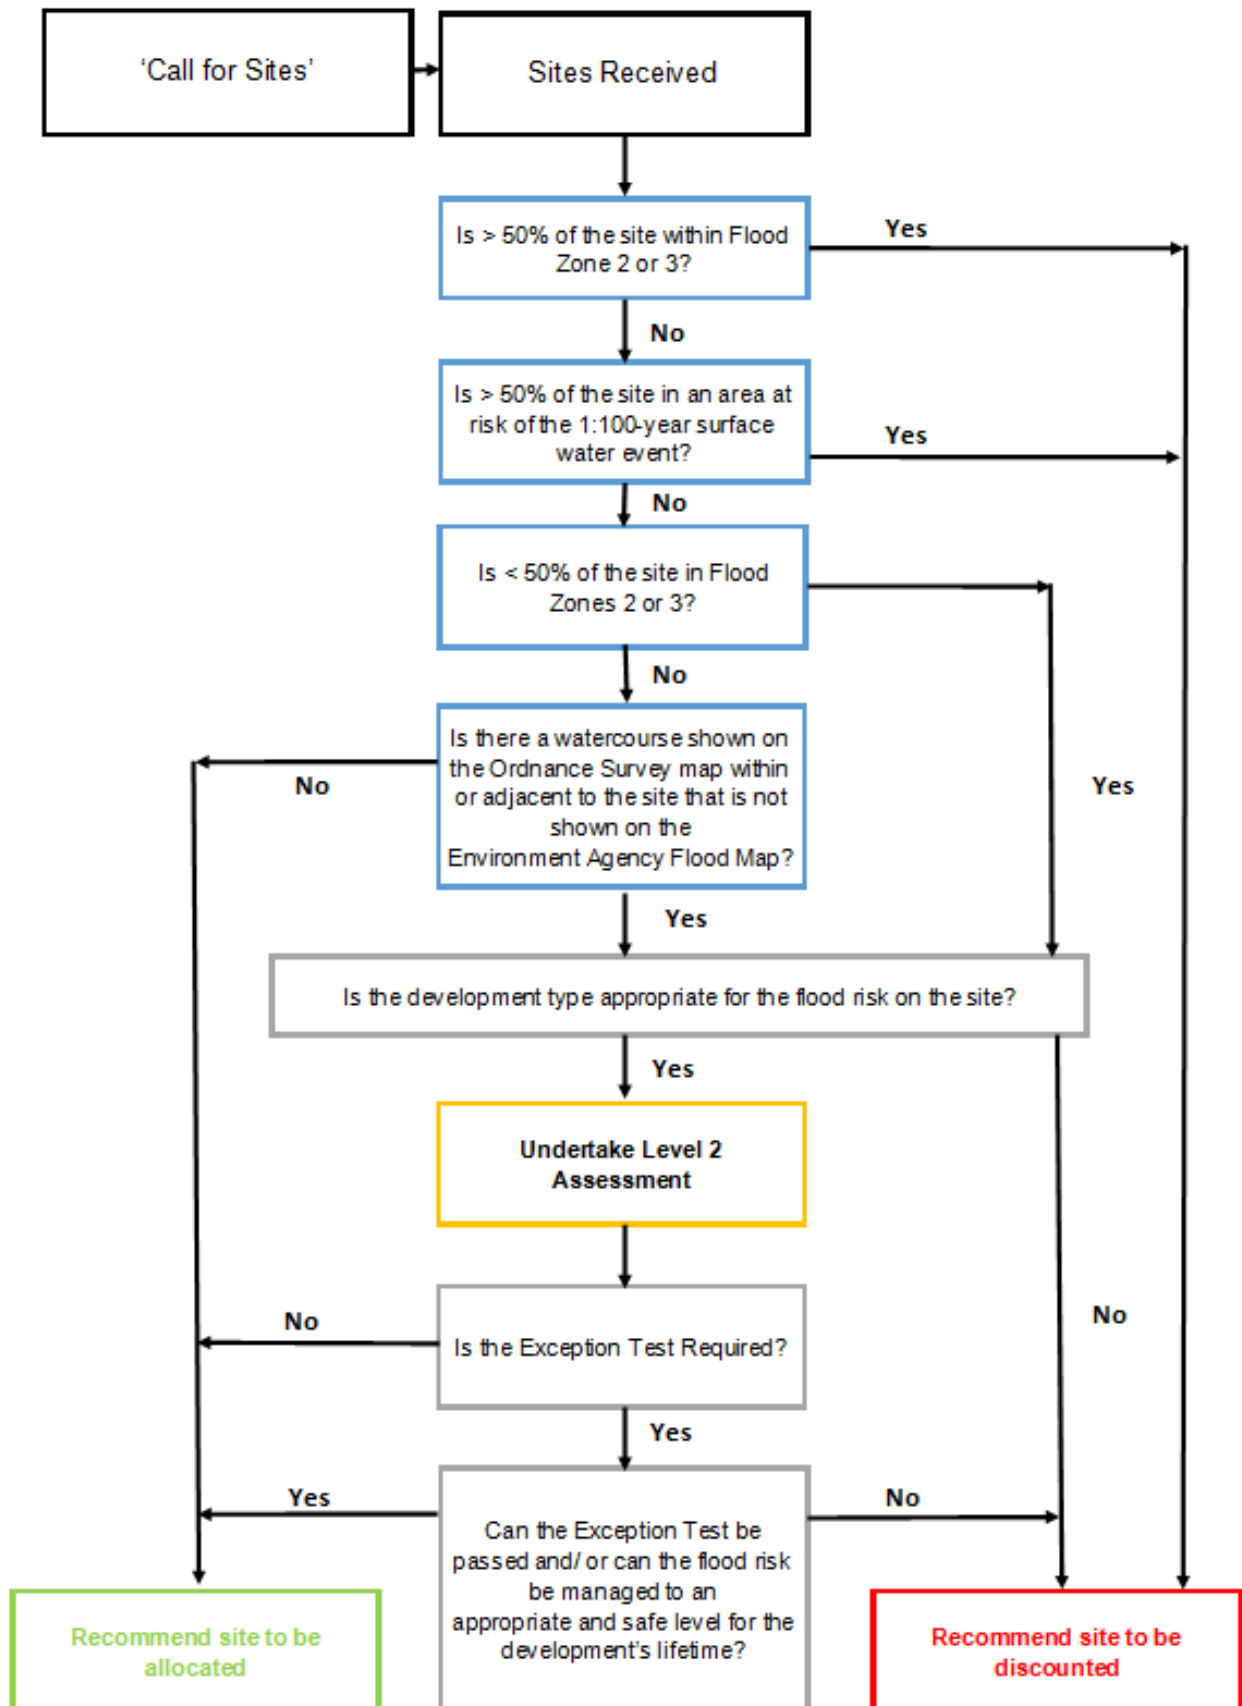 ‘Call for Sites’
Sites Received
Is > 50% of the site within Flood
Zone 2 or 3?
Yes
No
Is > 50% of the site in an area at
risk of the 1:100-year surface
water event?
Yes
No
Is < 50% of the site in Flood
Zones 2 or 3?
No
Yes
Is there a watercourse shown on
the Ordnance Survey map within
or adjacent to the site that is not
shown on the
Environment Agency Flood Map?
No
Yes
Is the development type appropriate for the flood risk on the site?
Yes
No
Undertake Level 2
Assessment
Is the Exception Test Required?
No
Yes
Can the Exception Test be
passed and/ or can the flood risk
be managed to an
appropriate and safe level for the
development's lifetime?
Yes
No
Recommend site to be
allocated
Recommend site to be
discounted